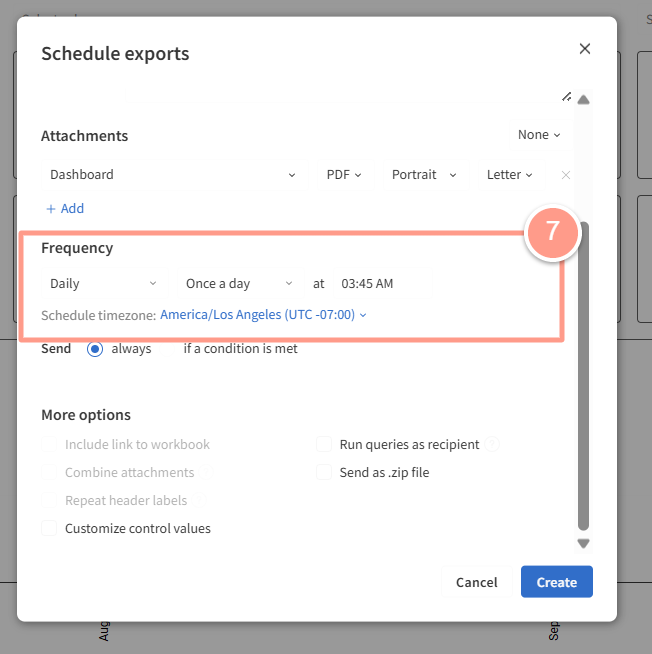 Schedule exports
Attachments
None
Dashboard PDF Portrait Letter
+ Add
7
Frequency
Daily Once a day at 03:45 AM
Schedule timezone: America/Los Angeles (UTC -07:00)
Send always if a condition is met
More options
Include link to workbook Run queries as recipient
Combine attachments Send as .zip file
Repeat header labels
Customize control values
Cancel Create
Aug Sep